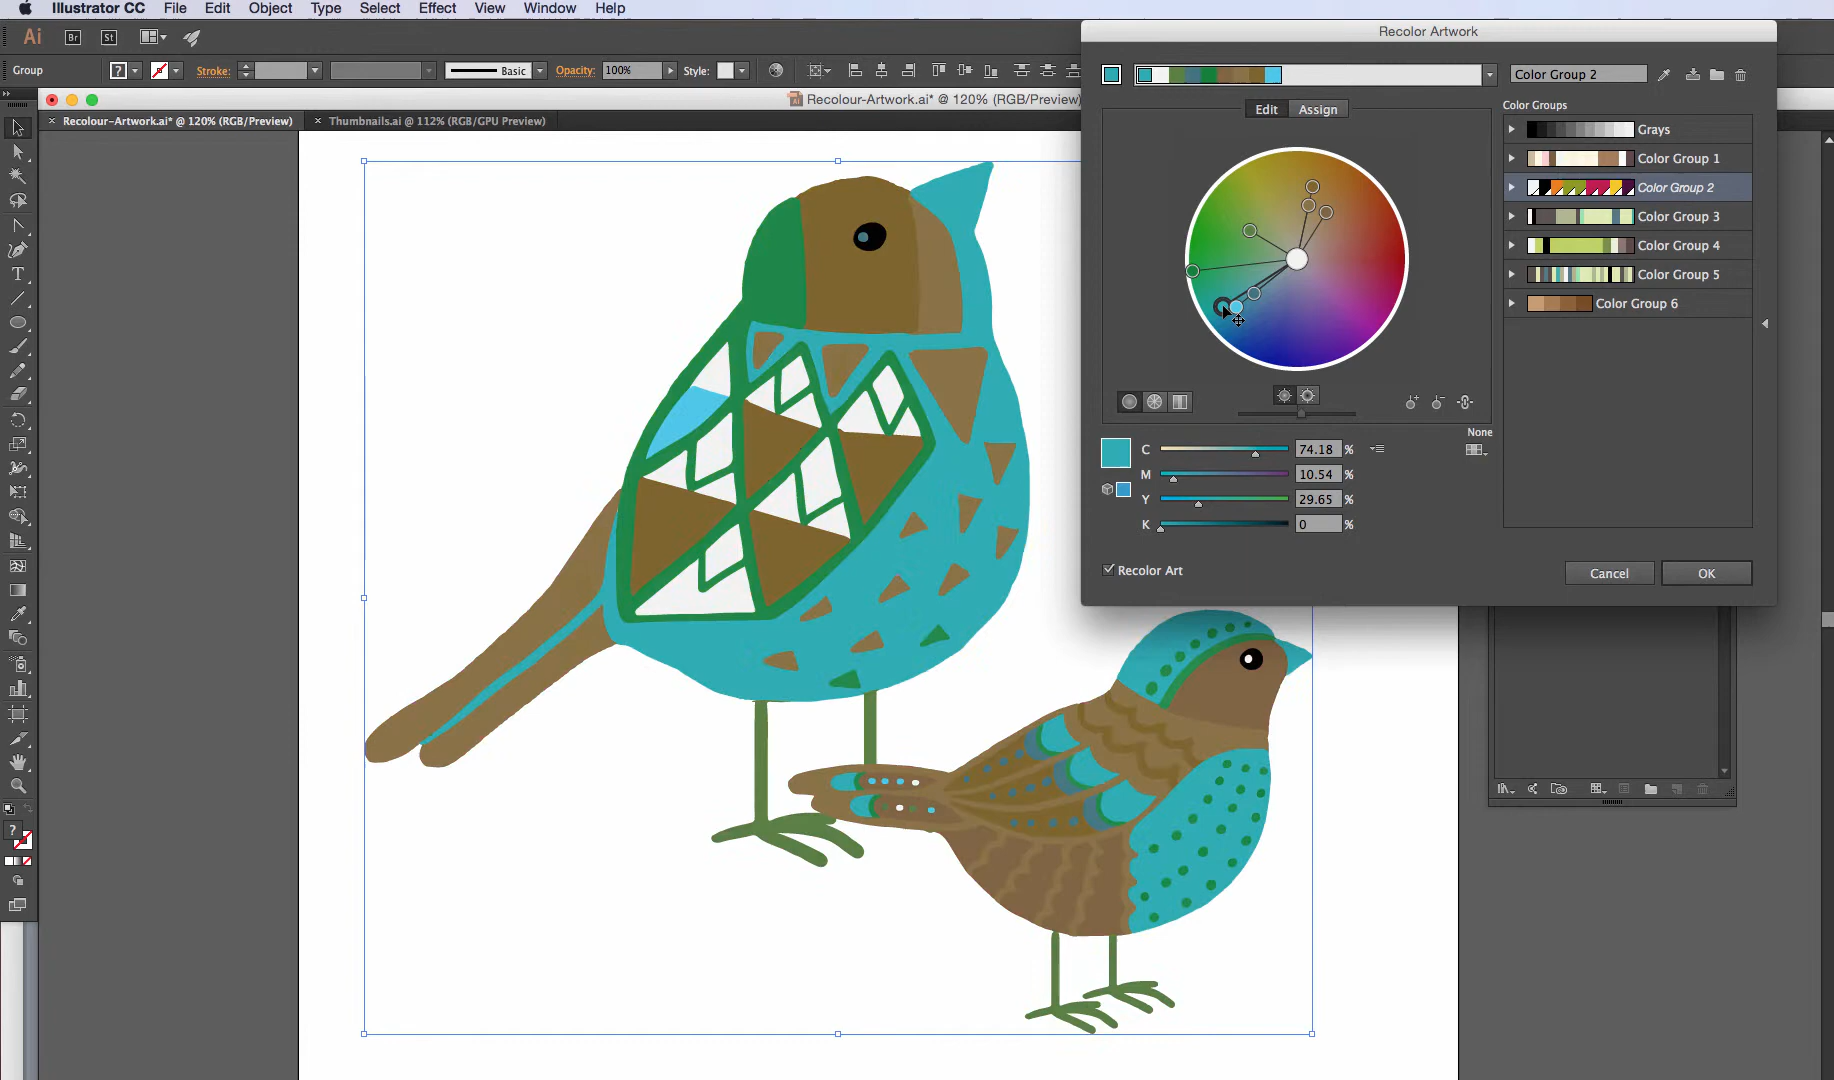 Illustrator CC File Edit Object Type Select Effect View Window Help
Ai Br St
Group ? Stroke: Basic Opacity: 100% Style:
Recolour-Artwork.ai* @ 120% (RGB/Preview)
× Recolour-Artwork.ai* @ 120% (RGB/Preview) × Thumbnails.ai @ 112% (RGB/GPU Preview)
T
?
Recolor Artwork
Color Group 2
Edit Assign
Color Groups
Grays
Color Group 1
Color Group 2
Color Group 3
Color Group 4
Color Group 5
Color Group 6
None
C 74.18 %
M 10.54 %
Y 29.65 %
K 0 %
Recolor Art
Cancel OK